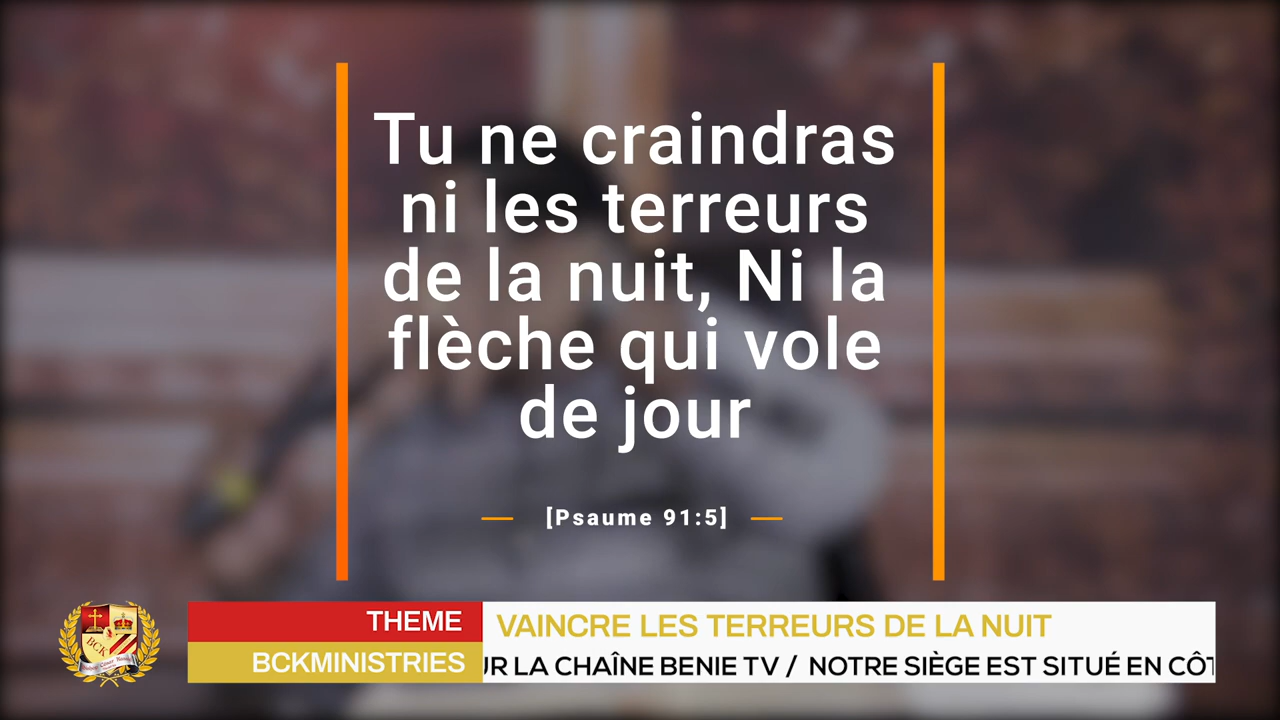 Tu ne craindras
ni les terreurs
de la nuit, Ni la
flèche qui vole
de jour
[Psaume 91:5]
THEME
VAINCRE LES TERREURS DE LA NUIT
BCKMINISTRIES
LA CHAÎNE BENIE TV / NOTRE SIÈGE EST SITUÉ EN
BCK